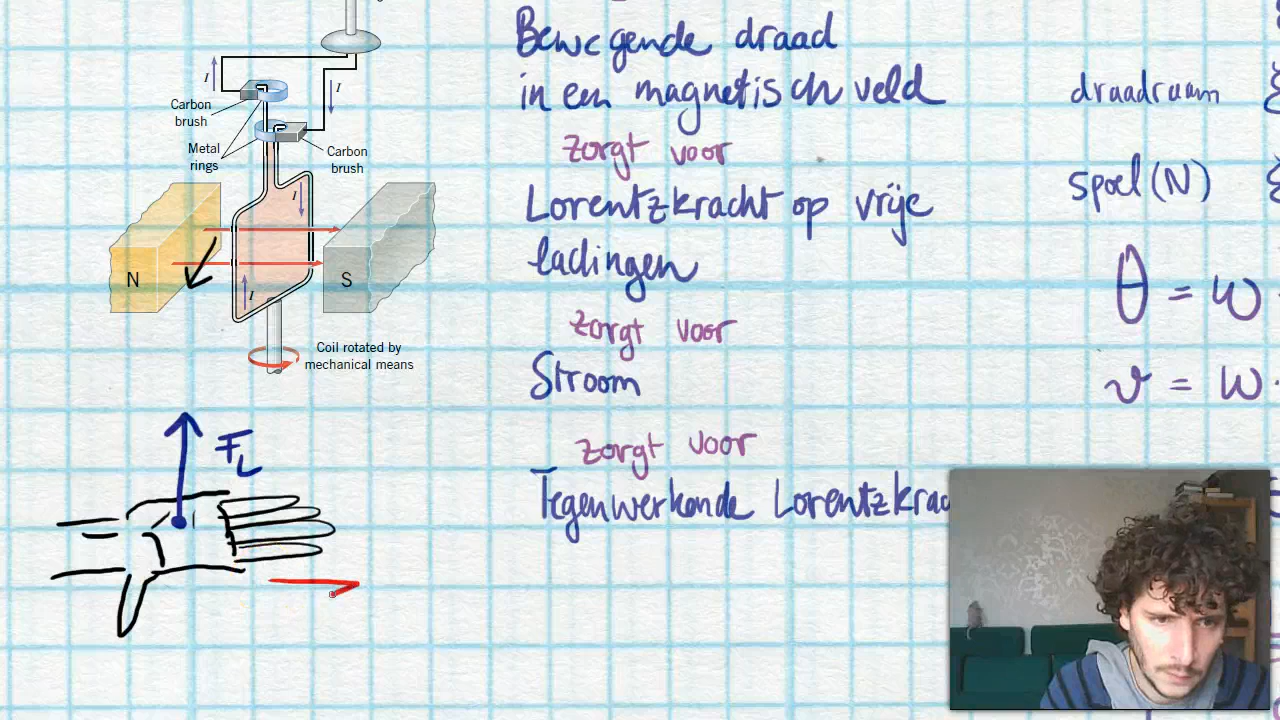 I
I
Carbon
brush
Metal
rings
Carbon
brush
I
N
S
I
Coil rotated by
mechanical means
F_L
Bewegende draad
in een magnetisch veld
zorgt voor
Lorentzkracht op vrije
ladingen
zorgt voor
Stroom
zorgt voor
Tegenwerkende Lorentzkrac
draadraam
spoel (N)
θ = ω ·
v = ω ·